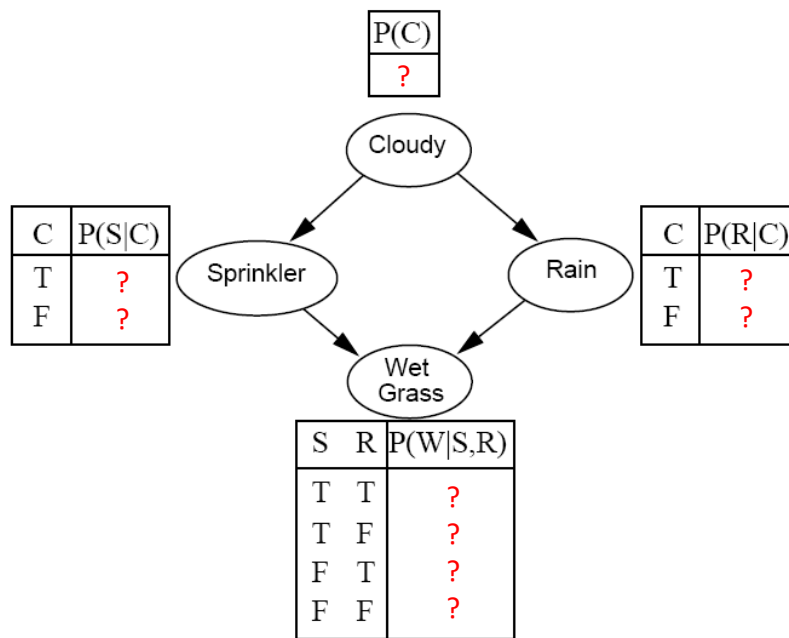 P(C)
?
Cloudy
C P(S|C)
T ?
F ?
Sprinkler
Rain
C P(R|C)
T ?
F ?
Wet
Grass
S R P(W|S,R)
T T ?
T F ?
F T ?
F F ?